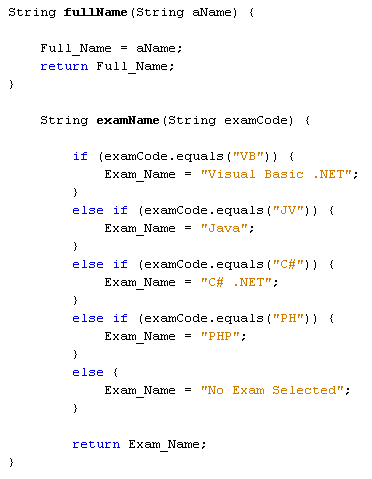 String fullName(String aName) {
Full_Name = aName;
return Full_Name;
}
String examName(String examCode) {
if (examCode.equals("VB")) {
Exam_Name = "Visual Basic .NET";
}
else if (examCode.equals("JV")) {
Exam_Name = "Java";
}
else if (examCode.equals("C#")) {
Exam_Name = "C# .NET";
}
else if (examCode.equals("PH")) {
Exam_Name = "PHP";
}
else {
Exam_Name = "No Exam Selected";
}
return Exam_Name;
}